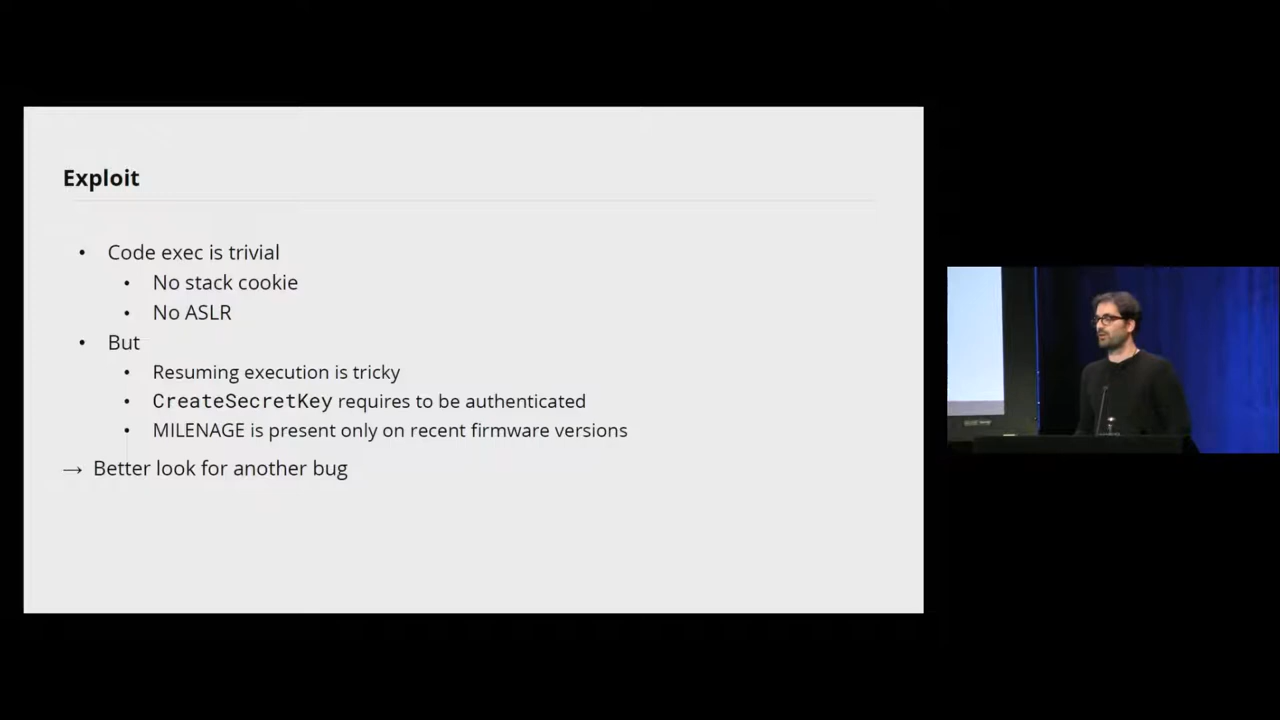 Exploit
• Code exec is trivial
• No stack cookie
• No ASLR
• But
• Resuming execution is tricky
• CreateSecretKey requires to be authenticated
• MILENAGE is present only on recent firmware versions
→ Better look for another bug